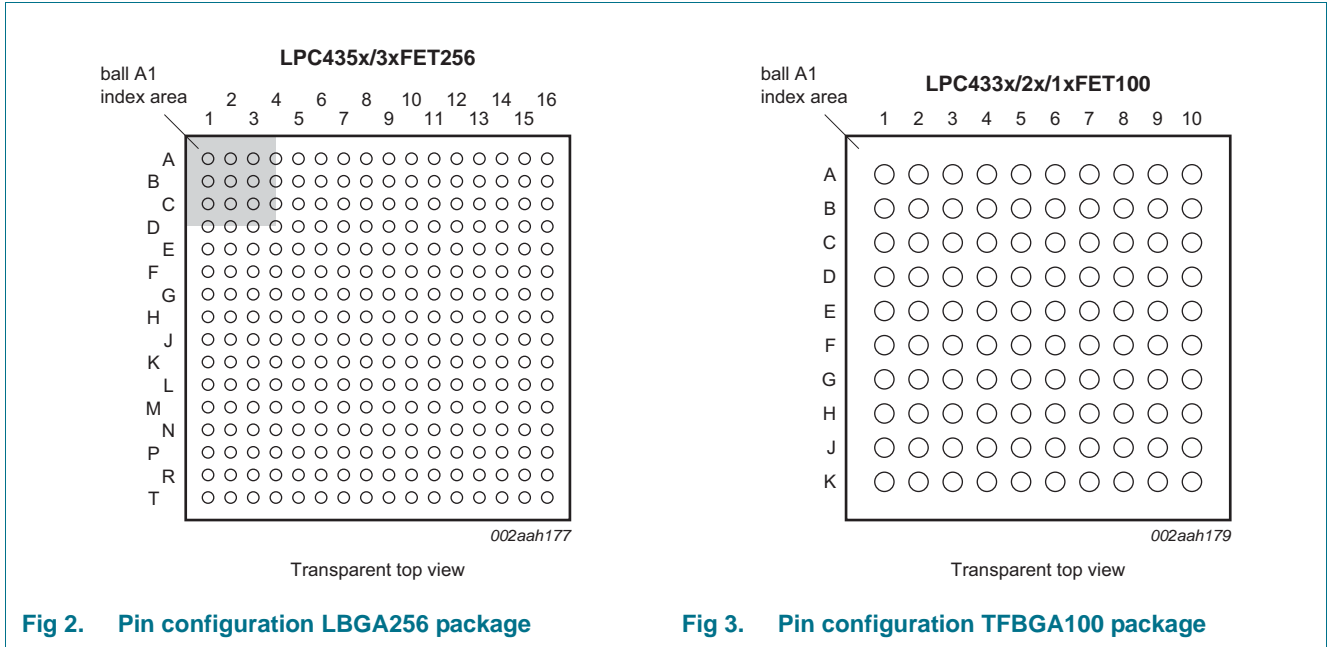 LPC435x/3xFET256
ball A1
index area
2 4 6 8 10 12 14 16
1 3 5 7 9 11 13 15
A
B
C
D
E
F
G
H
J
K
L
M
N
P
R
T
002aah177
Transparent top view
Fig 2. Pin configuration LBGA256 package
ball A1
index area
LPC433x/2x/1xFET100
1 2 3 4 5 6 7 8 9 10
A
B
C
D
E
F
G
H
J
K
002aah179
Transparent top view
Fig 3. Pin configuration TFBGA100 package